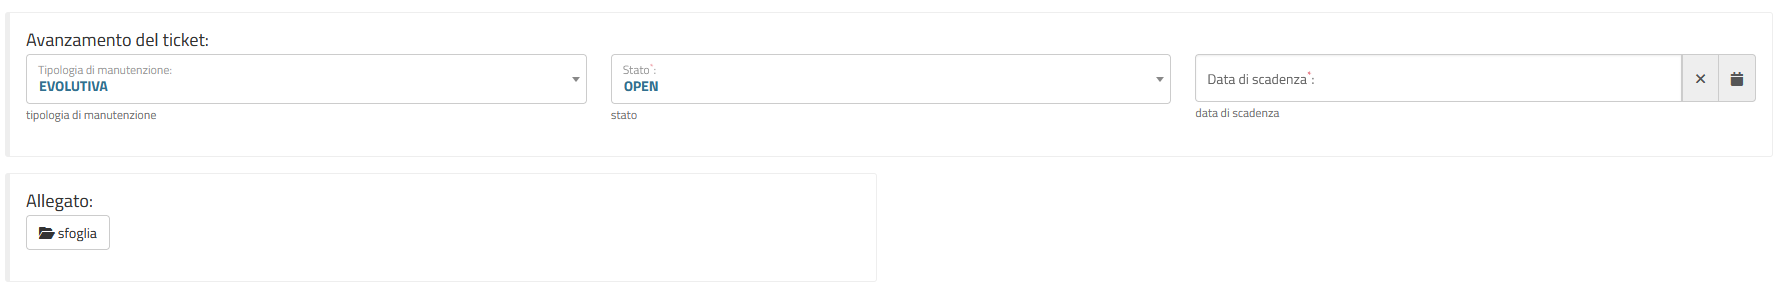 Avanzamento del ticket:
Tipologia di manutenzione:
EVOLUTIVA
tipologia di manutenzione
Stato*:
OPEN
stato
Data di scadenza*:
data di scadenza
Allegato:
sfoglia